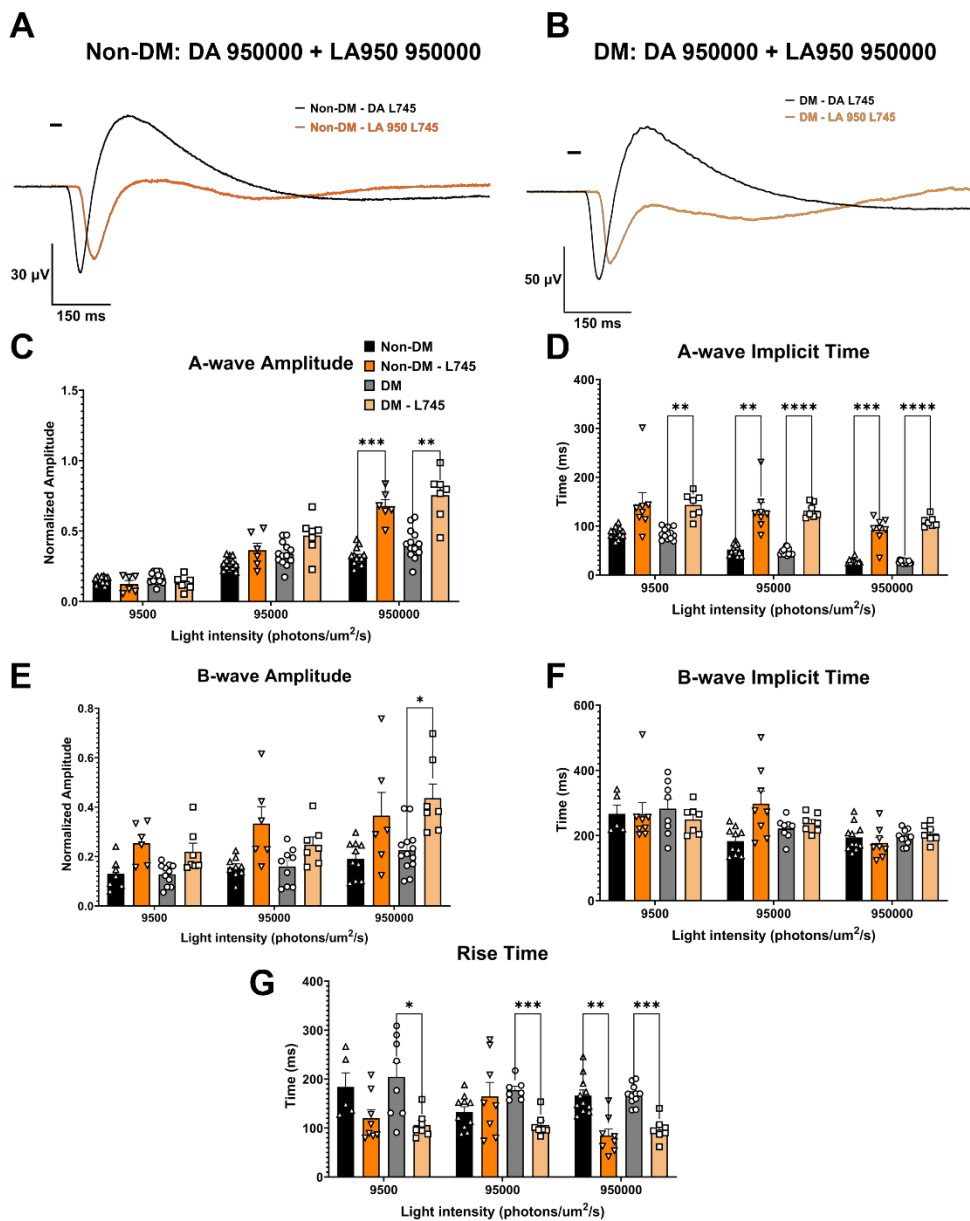 A
B
Non-DM: DA 950000 + LA950 950000
DM: DA 950000 + LA950 950000
Non-DM - DA L745
Non-DM - LA 950 L745
DM - DA L745
DM - LA 950 L745
30 µV
150 ms
50 µV
150 ms
C
A-wave Amplitude
Non-DM
Non-DM - L745
DM
DM - L745
Normalized Amplitude
1.5
1.0
0.5
0.0
***
**
9500
95000
950000
Light intensity (photons/um²/s)
D
A-wave Implicit Time
Time (ms)
400
300
200
100
0
**
**
****
***
****
9500
95000
950000
Light intensity (photons/um²/s)
E
B-wave Amplitude
Normalized Amplitude
0.8
0.6
0.4
0.2
0.0
*
9500
95000
950000
Light intensity (photons/um²/s)
F
B-wave Implicit Time
Time (ms)
600
400
200
0
9500
95000
950000
Light intensity (photons/um²/s)
G
Rise Time
Time (ms)
400
300
200
100
0
*
***
**
***
9500
95000
950000
Light intensity (photons/um²/s)